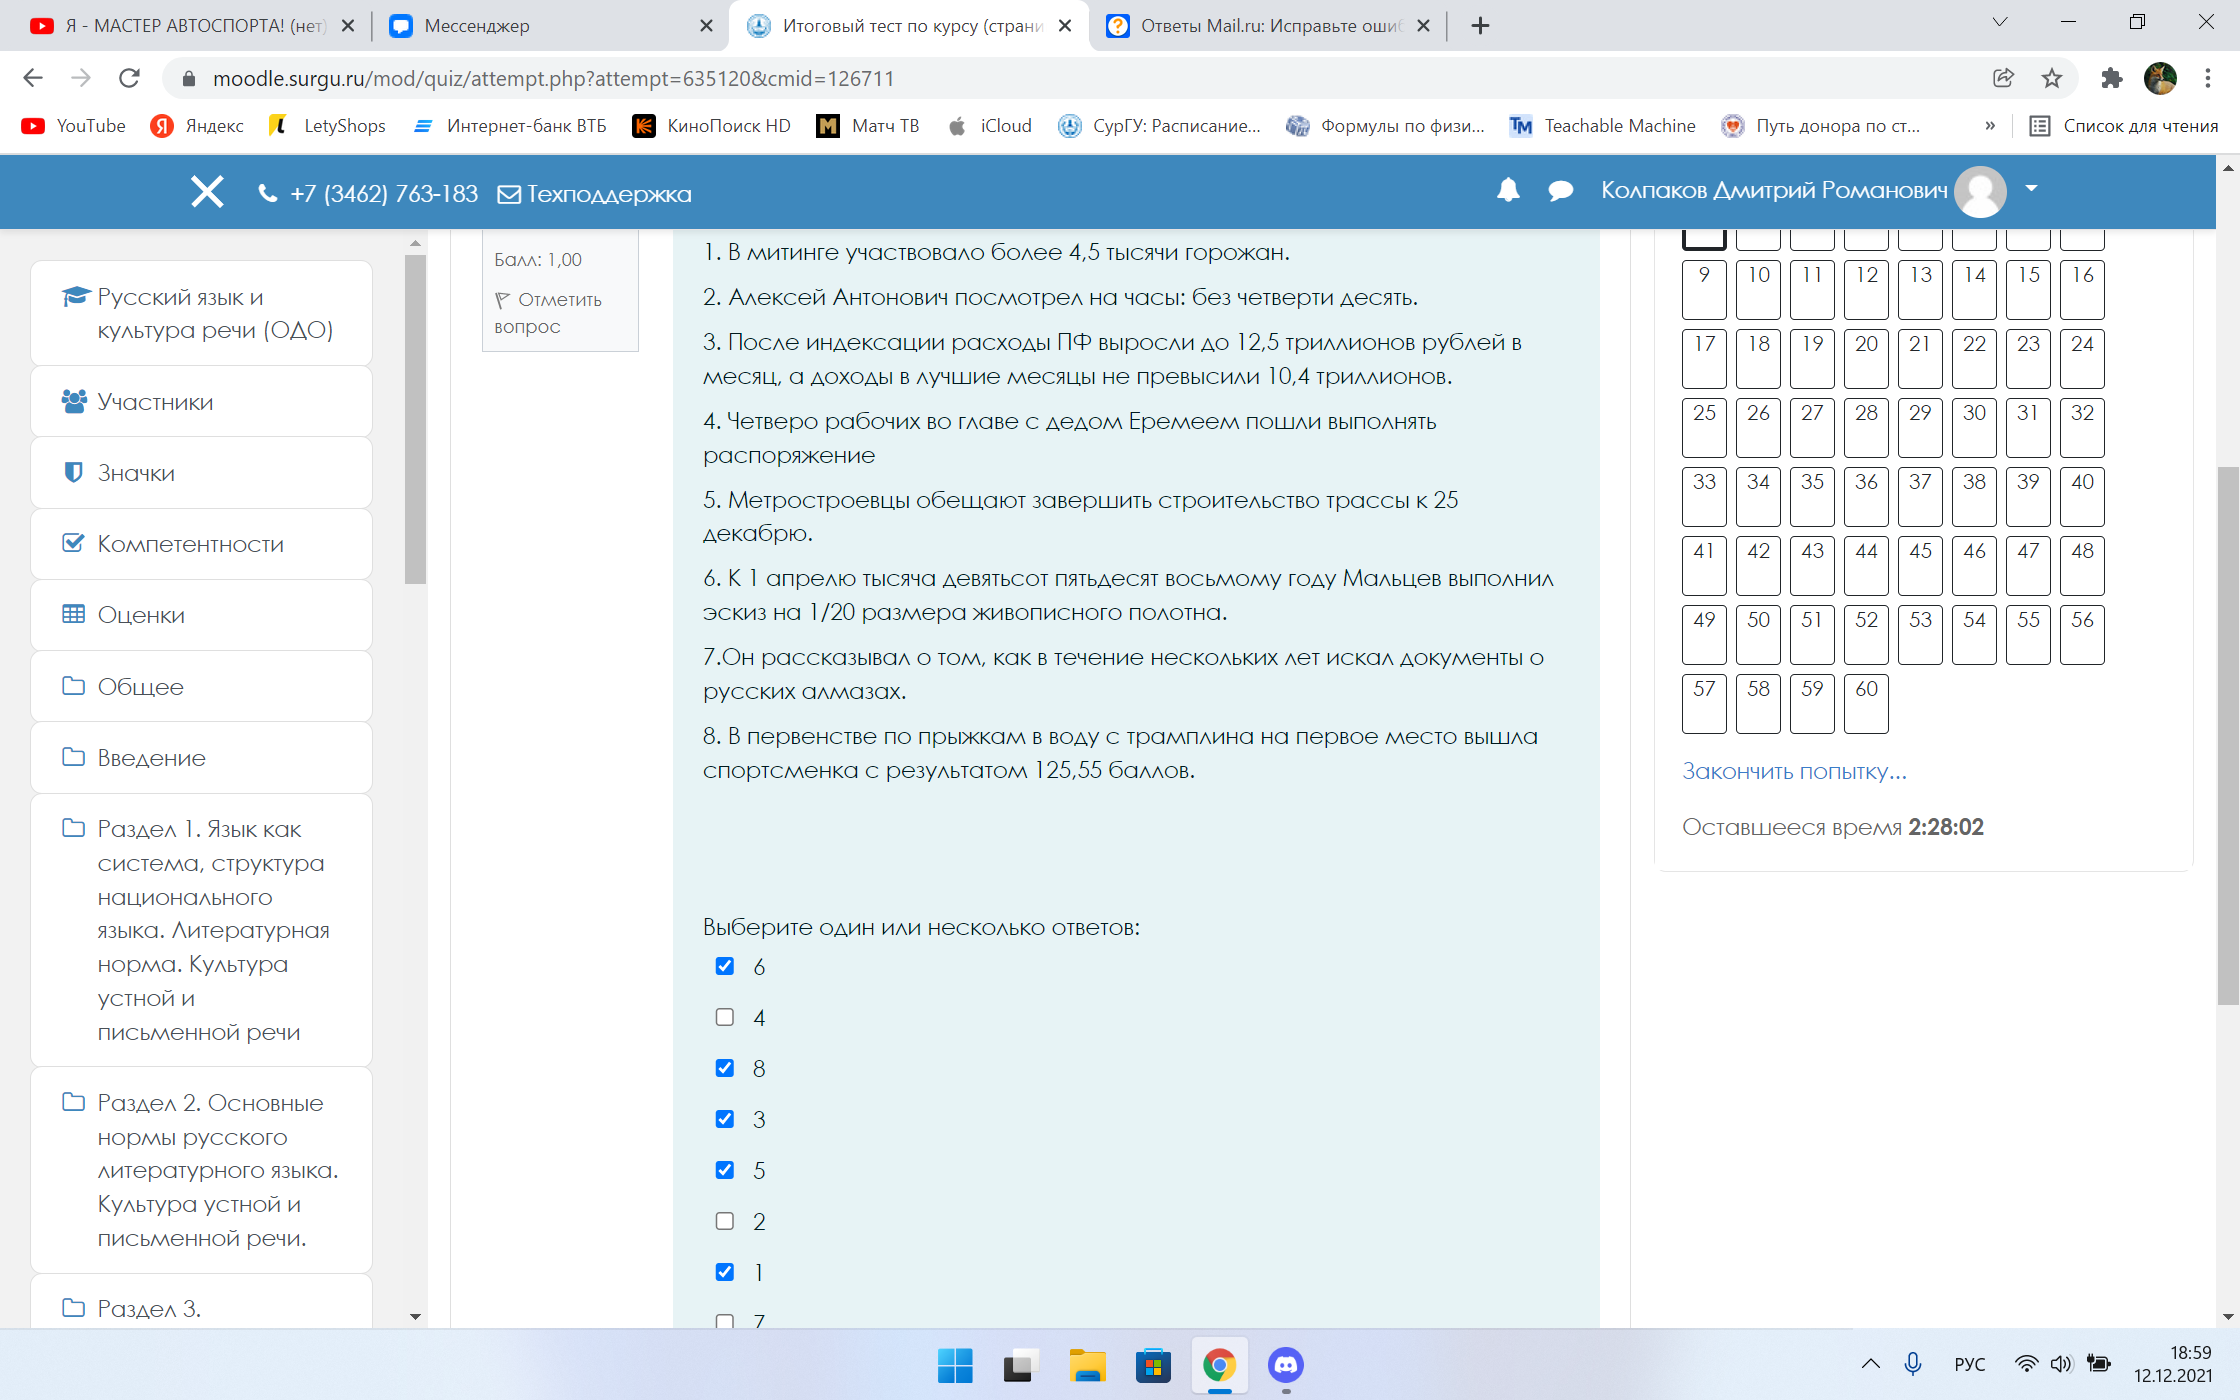 Я - МАСТЕР АВТОСПОРТА! (нет)
Мессенджер
Итоговый тест по курсу (страни
Ответы Mail.ru: Исправьте ошиб
moodle.surgu.ru/mod/quiz/attempt.php?attempt=635120&cmid=126711
YouTube Яндекс LetyShops Интернет-банк ВТБ КиноПоиск HD Матч ТВ iCloud СурГУ: Расписание... Формулы по физи... Teachable Machine Путь донора по ст... » Список для чтения
+7 (3462) 763-183 Техподдержка
Колпаков Дмитрий Романович
Русский язык и
культура речи (ОДО)
Участники
Значки
Компетентности
Оценки
Общее
Введение
Раздел 1. Язык как
система, структура
национального
языка. Литературная
норма. Культура
устной и
письменной речи
Раздел 2. Основные
нормы русского
литературного языка.
Культура устной и
письменной речи.
Раздел 3.
Балл: 1,00
Отметить
вопрос
1. В митинге участвовало более 4,5 тысячи горожан.
2. Алексей Антонович посмотрел на часы: без четверти десять.
3. После индексации расходы ПФ выросли до 12,5 триллионов рублей в
месяц, а доходы в лучшие месяцы не превысили 10,4 триллионов.
4. Четверо рабочих во главе с дедом Еремеем пошли выполнять
распоряжение
5. Метростроевцы обещают завершить строительство трассы к 25
декабрю.
6. К 1 апрелю тысяча девятьсот пятьдесят восьмому году Мальцев выполнил
эскиз на 1/20 размера живописного полотна.
7.Он рассказывал о том, как в течение нескольких лет искал документы о
русских алмазах.
8. В первенстве по прыжкам в воду с трамплина на первое место вышла
спортсменка с результатом 125,55 баллов.
Выберите один или несколько ответов:
6
4
8
3
5
2
1
7
9 10 11 12 13 14 15 16
17 18 19 20 21 22 23 24
25 26 27 28 29 30 31 32
33 34 35 36 37 38 39 40
41 42 43 44 45 46 47 48
49 50 51 52 53 54 55 56
57 58 59 60
Закончить попытку...
Оставшееся время 2:28:02
РУС
18:59
12.12.2021